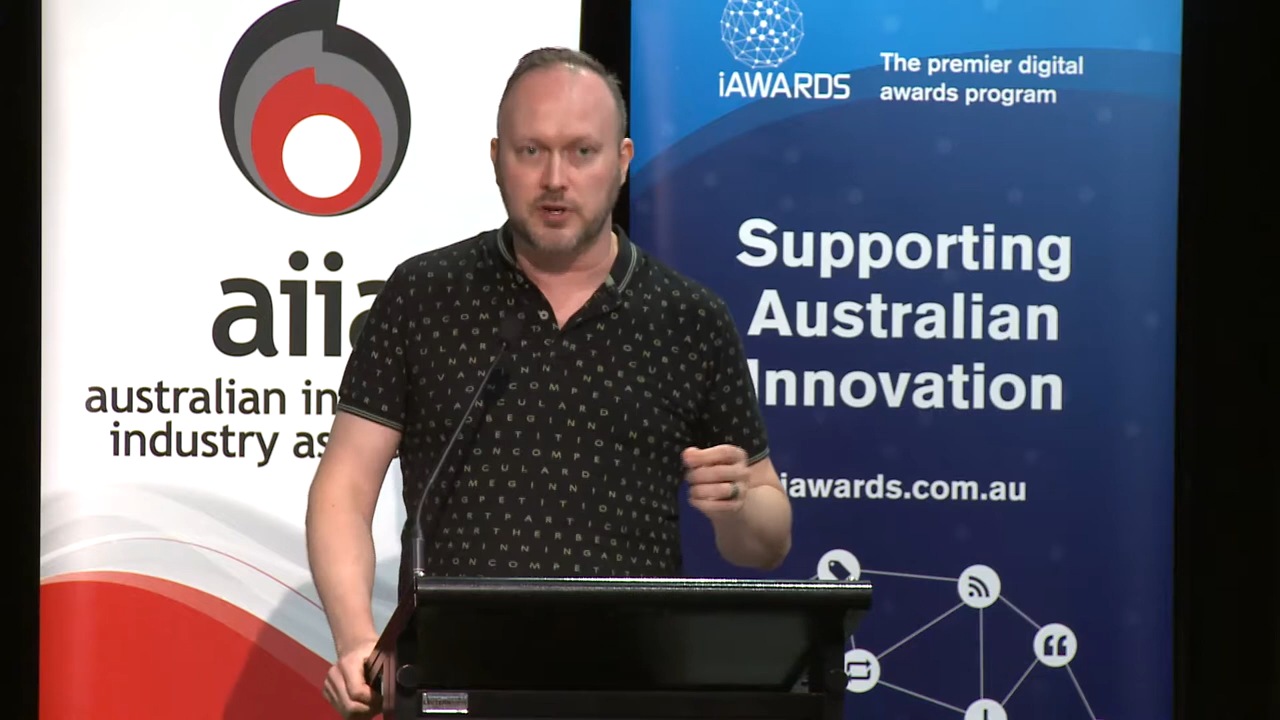 aiia
australian in
industry as
iAWARDS
The premier digital
awards program
Supporting
Australian
Innovation
iawards.com.au